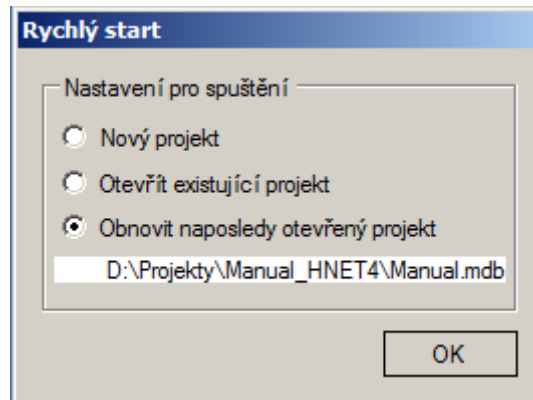 Rychlý start
Nastavení pro spuštění
Nový projekt
Otevřít existující projekt
Obnovit naposledy otevřený projekt
D:\Projekty\Manual_HNET4\Manual.mdb
OK